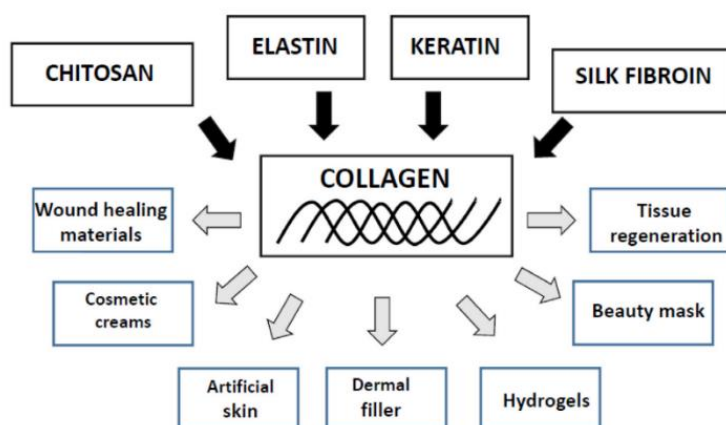 CHITOSAN
ELASTIN
KERATIN
SILK FIBROIN
COLLAGEN
Wound healing
materials
Tissue
regeneration
Cosmetic
creams
Beauty mask
Artificial
skin
Dermal
filler
Hydrogels